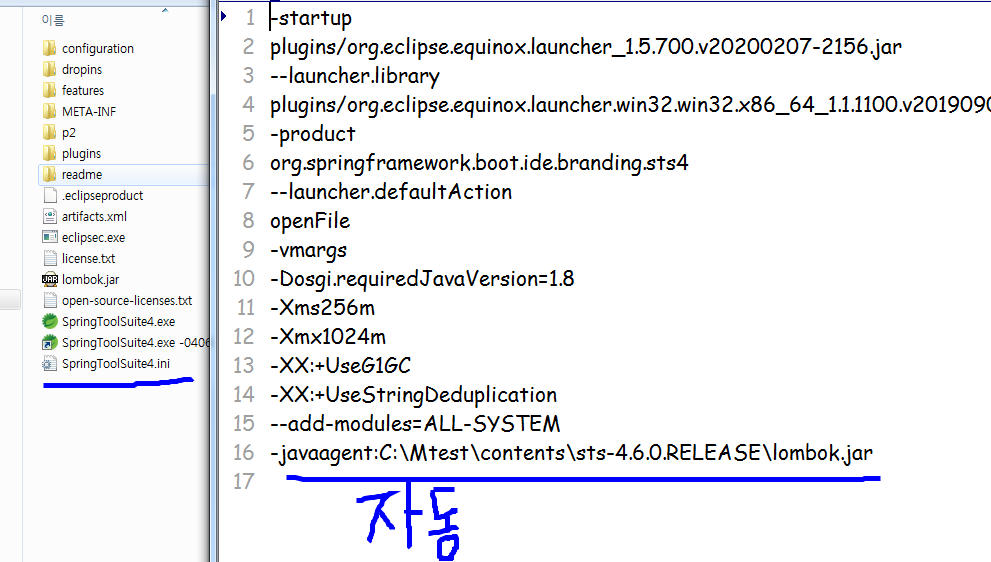 이름
configuration
dropins
features
META-INF
p2
plugins
readme
.eclipseproduct
artifacts.xml
eclipsec.exe
license.txt
lombok.jar
open-source-licenses.txt
SpringToolSuite4.exe
SpringToolSuite4.exe -0406
SpringToolSuite4.ini
1 -startup
2 plugins/org.eclipse.equinox.launcher_1.5.700.v20200207-2156.jar
3 --launcher.library
4 plugins/org.eclipse.equinox.launcher.win32.win32.x86_64_1.1.1100.v2019090
5 -product
6 org.springframework.boot.ide.branding.sts4
7 --launcher.defaultAction
8 openFile
9 -vmargs
10 -Dosgi.requiredJavaVersion=1.8
11 -Xms256m
12 -Xmx1024m
13 -XX:+UseG1GC
14 -XX:+UseStringDeduplication
15 --add-modules=ALL-SYSTEM
16 -javaagent:C:\Mtest\contents\sts-4.6.0.RELEASE\lombok.jar
17
자동